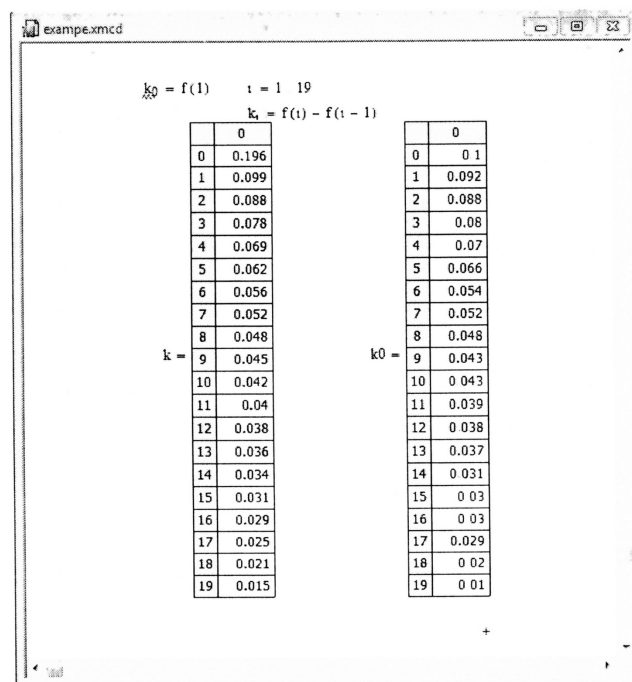 exampe.xmcd
k0 = f(1) ι = 1 19
kι = f(ι) − f(ι − 1)
0 0
0 0.196 0 0 1
1 0.099 1 0.092
2 0.088 2 0.088
3 0.078 3 0.08
4 0.069 4 0.07
5 0.062 5 0.066
6 0.056 6 0.054
7 0.052 7 0.052
8 0.048 8 0.048
k = 9 0.045 k0 = 9 0.043
10 0.042 10 0 043
11 0.04 11 0.039
12 0.038 12 0.038
13 0.036 13 0.037
14 0.034 14 0.031
15 0.031 15 0 03
16 0.029 16 0 03
17 0.025 17 0.029
18 0.021 18 0 02
19 0.015 19 0 01
+